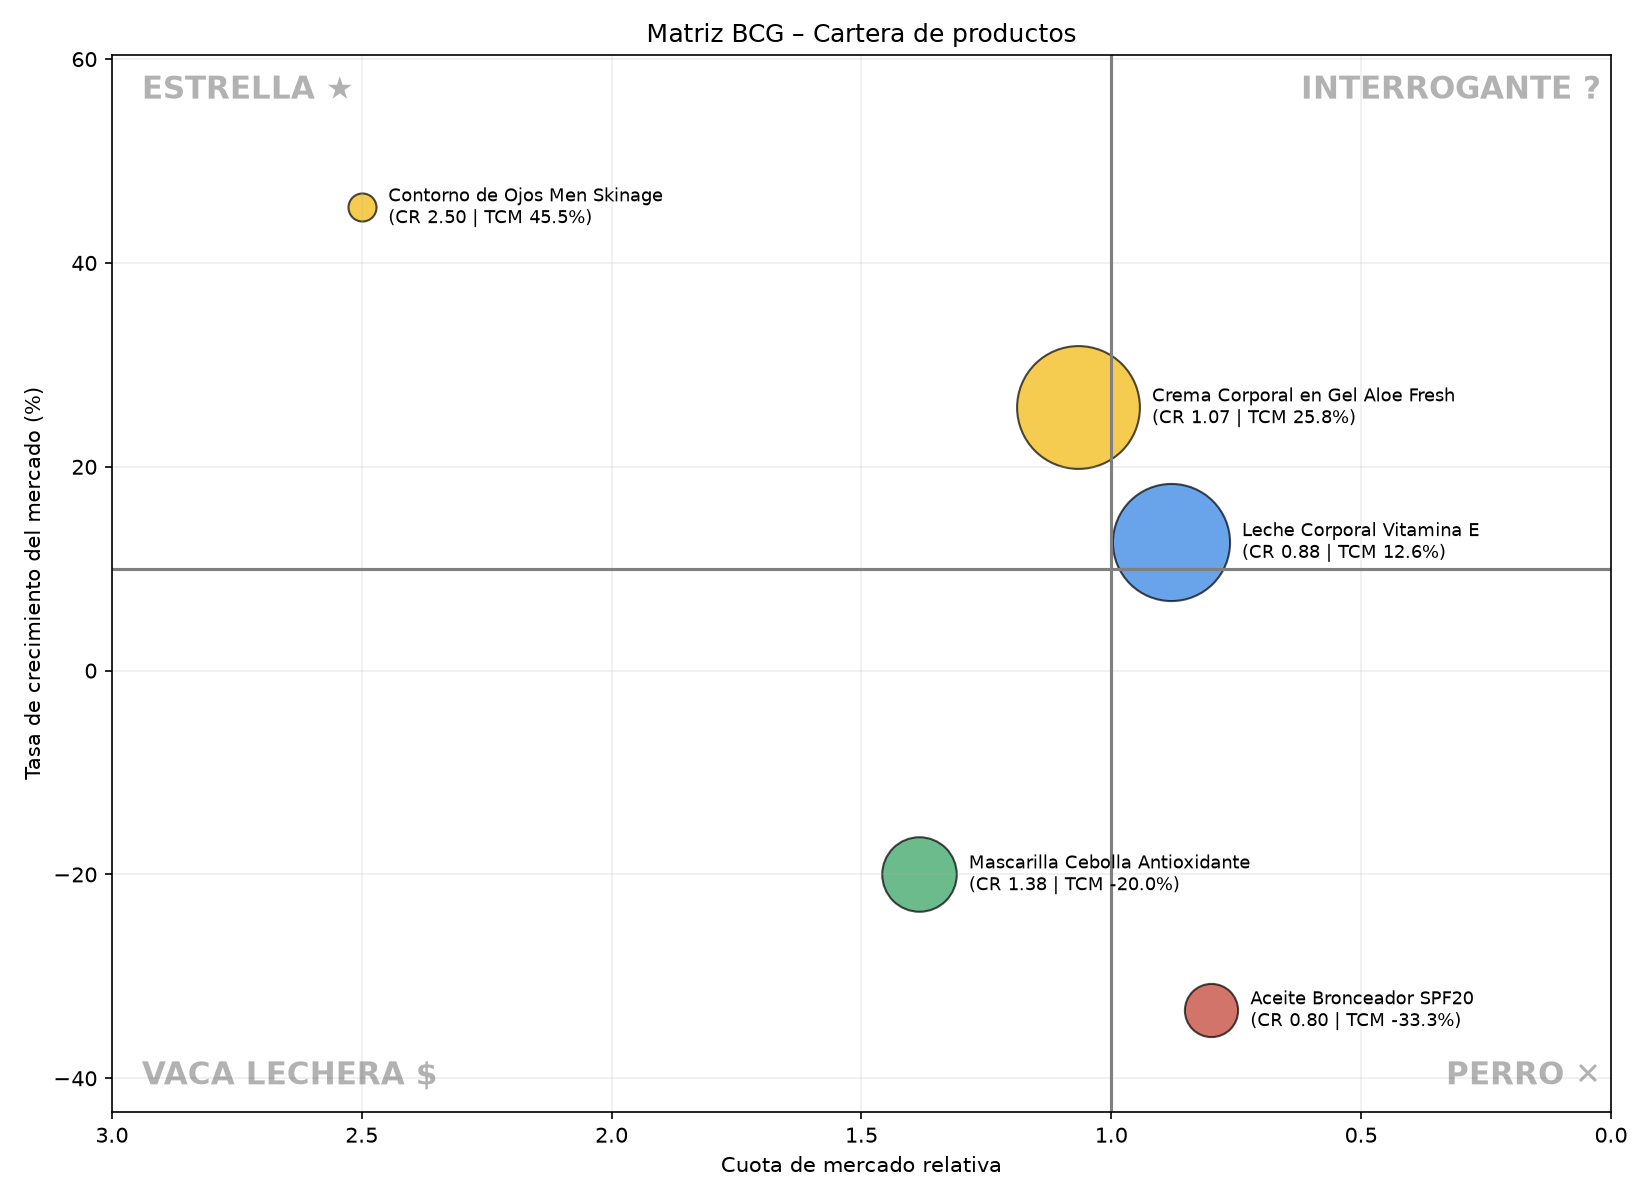 Matriz BCG – Cartera de productos
60
ESTRELLA ★
INTERROGANTE ?
Contorno de Ojos Men Skinage
(CR 2.50 | TCM 45.5%)
40
Crema Corporal en Gel Aloe Fresh
(CR 1.07 | TCM 25.8%)
20
Leche Corporal Vitamina E
(CR 0.88 | TCM 12.6%)
Tasa de crecimiento del mercado (%)
0
Mascarilla Cebolla Antioxidante
(CR 1.38 | TCM -20.0%)
−20
Aceite Bronceador SPF20
(CR 0.80 | TCM -33.3%)
VACA LECHERA $
PERRO ×
−40
3.0 2.5 2.0 1.5 1.0 0.5 0.0
Cuota de mercado relativa